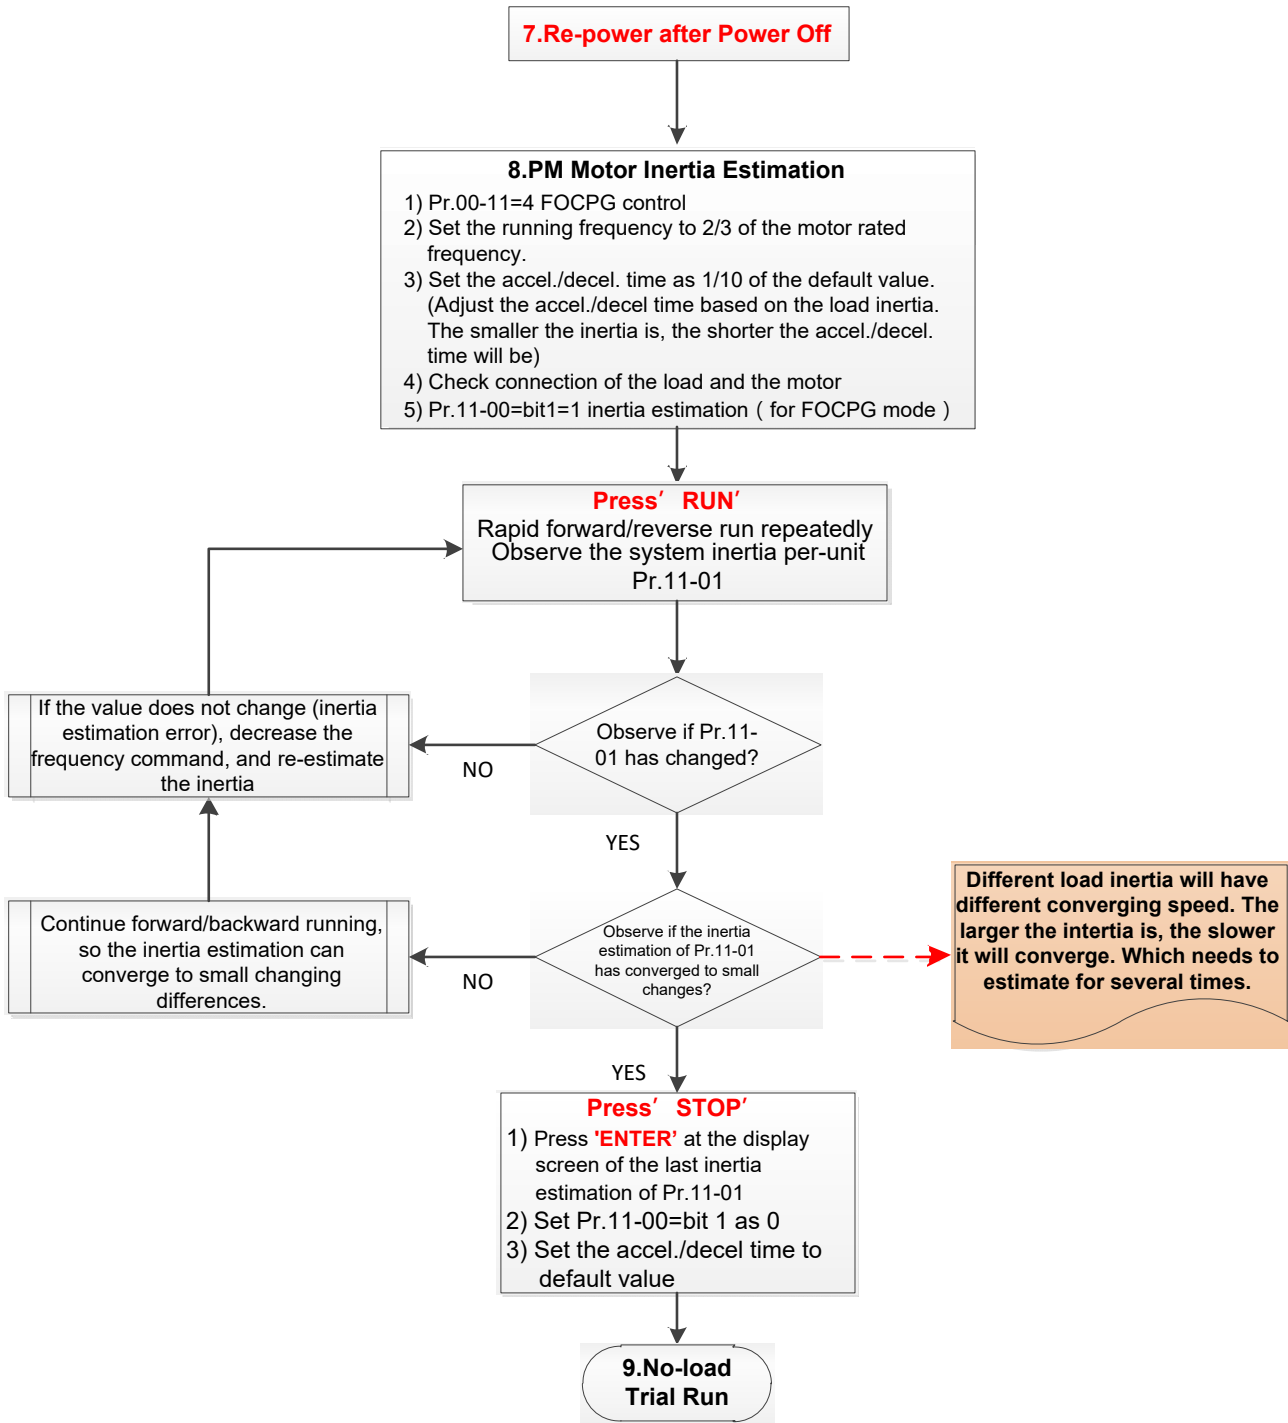 7.Re-power after Power Off
8.PM Motor Inertia Estimation
1) Pr.00-11=4 FOCPG control
2) Set the running frequency to 2/3 of the motor rated
frequency.
3) Set the accel./decel. time as 1/10 of the default value.
(Adjust the accel./decel time based on the load inertia.
The smaller the inertia is, the shorter the accel./decel.
time will be)
4) Check connection of the load and the motor
5) Pr.11-00=bit1=1 inertia estimation ( for FOCPG mode )
Press’ RUN’
Rapid forward/reverse run repeatedly
Observe the system inertia per-unit
Pr.11-01
If the value does not change (inertia
estimation error), decrease the
frequency command, and re-estimate
the inertia
NO
Observe if Pr.11-
01 has changed?
YES
Continue forward/backward running,
so the inertia estimation can
converge to small changing
differences.
NO
Observe if the inertia
estimation of Pr.11-01
has converged to small
changes?
Different load inertia will have
different converging speed. The
larger the intertia is, the slower
it will converge. Which needs to
estimate for several times.
YES
Press’ STOP’
1) Press 'ENTER’ at the display
screen of the last inertia
estimation of Pr.11-01
2) Set Pr.11-00=bit 1 as 0
3) Set the accel./decel time to
default value
9.No-load
Trial Run